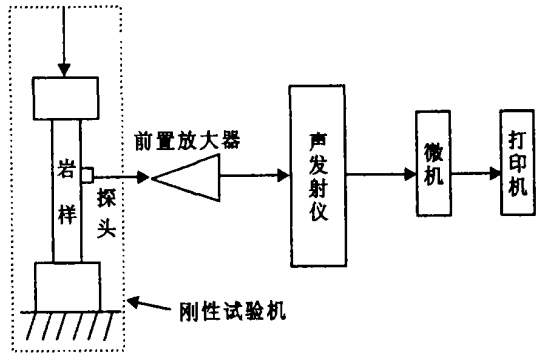 岩样
探头
前置放大器
声发射仪
微机
打印机
刚性试验机